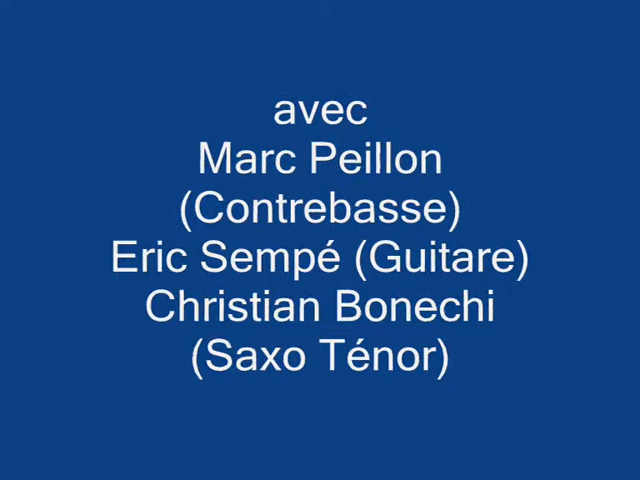 avec
Marc Peillon
(Contrebasse)
Eric Sempé (Guitare)
Christian Bonechi
(Saxo Ténor)